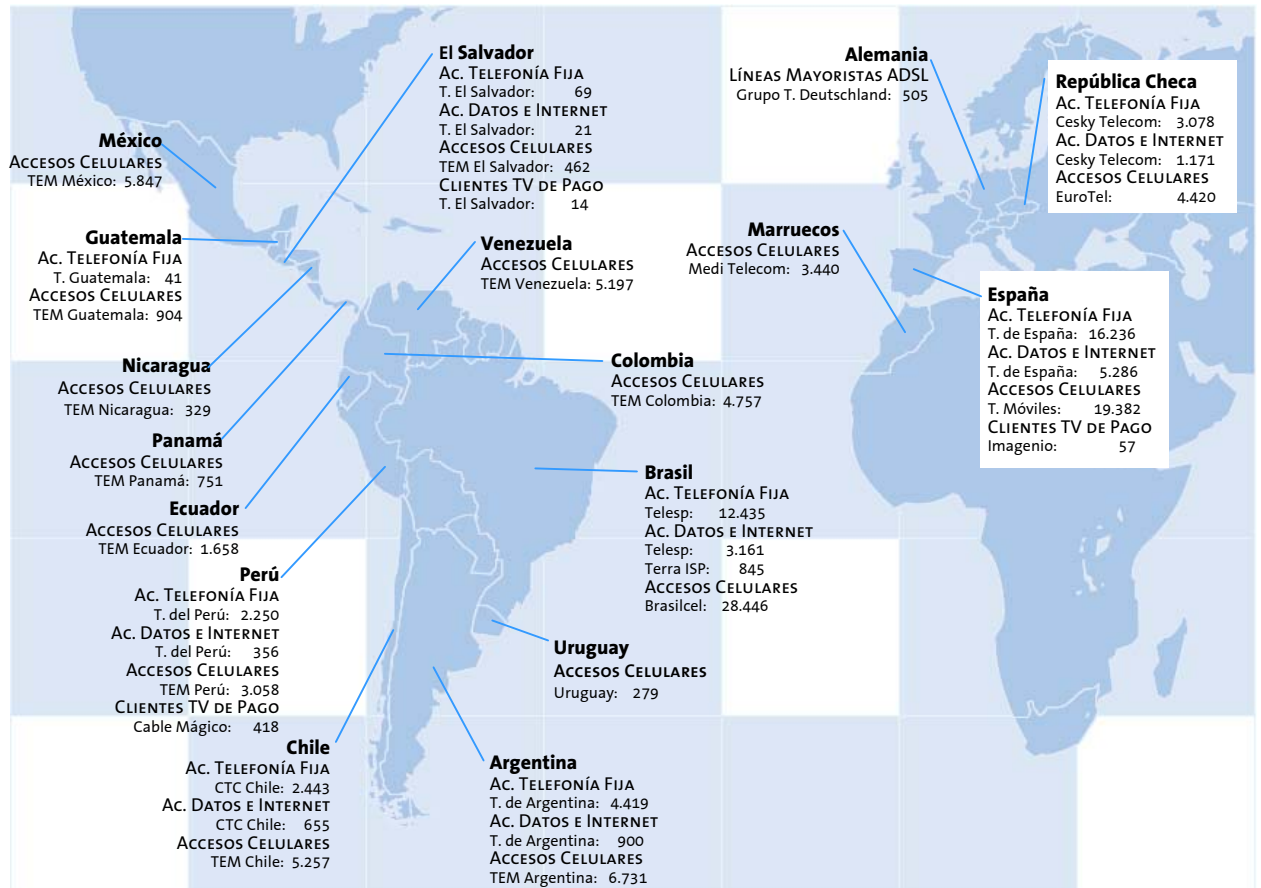 El Salvador
Ac. Telefonía Fija
T. El Salvador: 69
Ac. Datos e Internet
T. El Salvador: 21
Accesos Celulares
TEM El Salvador: 462
Clientes TV de Pago
T. El Salvador: 14
Alemania
Líneas Mayoristas ADSL
Grupo T. Deutschland: 505
República Checa
Ac. Telefonía Fija
Cesky Telecom: 3.078
Ac. Datos e Internet
Cesky Telecom: 1.171
Accesos Celulares
EuroTel: 4.420
México
Accesos Celulares
TEM México: 5.847
Guatemala
Ac. Telefonía Fija
T. Guatemala: 41
Accesos Celulares
TEM Guatemala: 904
Venezuela
Accesos Celulares
TEM Venezuela: 5.197
Marruecos
Accesos Celulares
Medi Telecom: 3.440
España
Ac. Telefonía Fija
T. de España: 16.236
Ac. Datos e Internet
T. de España: 5.286
Accesos Celulares
T. Móviles: 19.382
Clientes TV de Pago
Imagenio: 57
Nicaragua
Accesos Celulares
TEM Nicaragua: 329
Colombia
Accesos Celulares
TEM Colombia: 4.757
Panamá
Accesos Celulares
TEM Panamá: 751
Ecuador
Accesos Celulares
TEM Ecuador: 1.658
Brasil
Ac. Telefonía Fija
Telesp: 12.435
Ac. Datos e Internet
Telesp: 3.161
Terra ISP: 845
Accesos Celulares
Brasilcel: 28.446
Perú
Ac. Telefonía Fija
T. del Perú: 2.250
Ac. Datos e Internet
T. del Perú: 356
Accesos Celulares
TEM Perú: 3.058
Clientes TV de Pago
Cable Mágico: 418
Uruguay
Accesos Celulares
Uruguay: 279
Chile
Ac. Telefonía Fija
CTC Chile: 2.443
Ac. Datos e Internet
CTC Chile: 655
Accesos Celulares
TEM Chile: 5.257
Argentina
Ac. Telefonía Fija
T. de Argentina: 4.419
Ac. Datos e Internet
T. de Argentina: 900
Accesos Celulares
TEM Argentina: 6.731